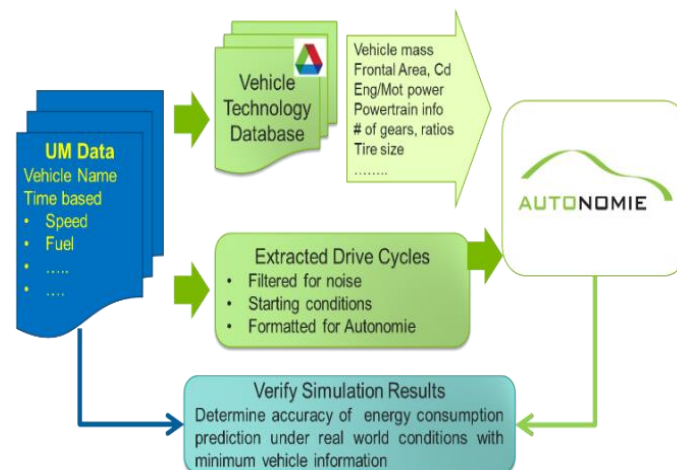 UM Data
Vehicle Name
Time based
• Speed
• Fuel
• …..
• ….
Vehicle
Technology
Database
Vehicle mass
Frontal Area, Cd
Eng/Mot power
Powertrain info
# of gears, ratios
Tire size
……..
AUTONOMIE
Extracted Drive Cycles
• Filtered for noise
• Starting conditions
• Formatted for Autonomie
Verify Simulation Results
Determine accuracy of energy consumption
prediction under real world conditions with
minimum vehicle information